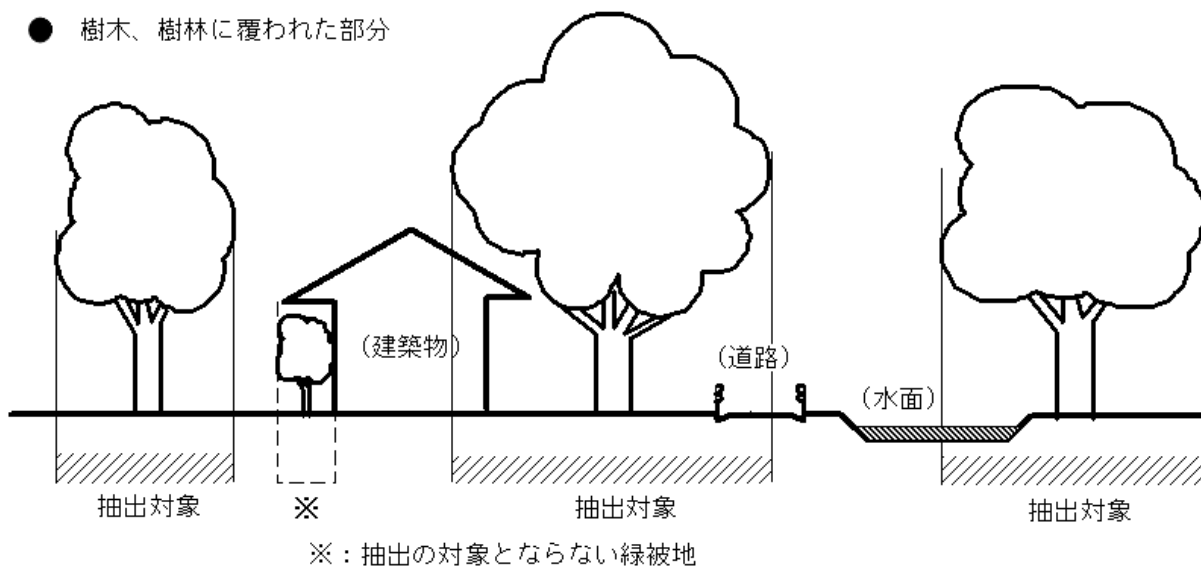 ● 樹木、樹林に覆われた部分
(建築物)
(道路)
(水面)
抽出対象
※
抽出対象
抽出対象
※：抽出の対象とならない緑被地